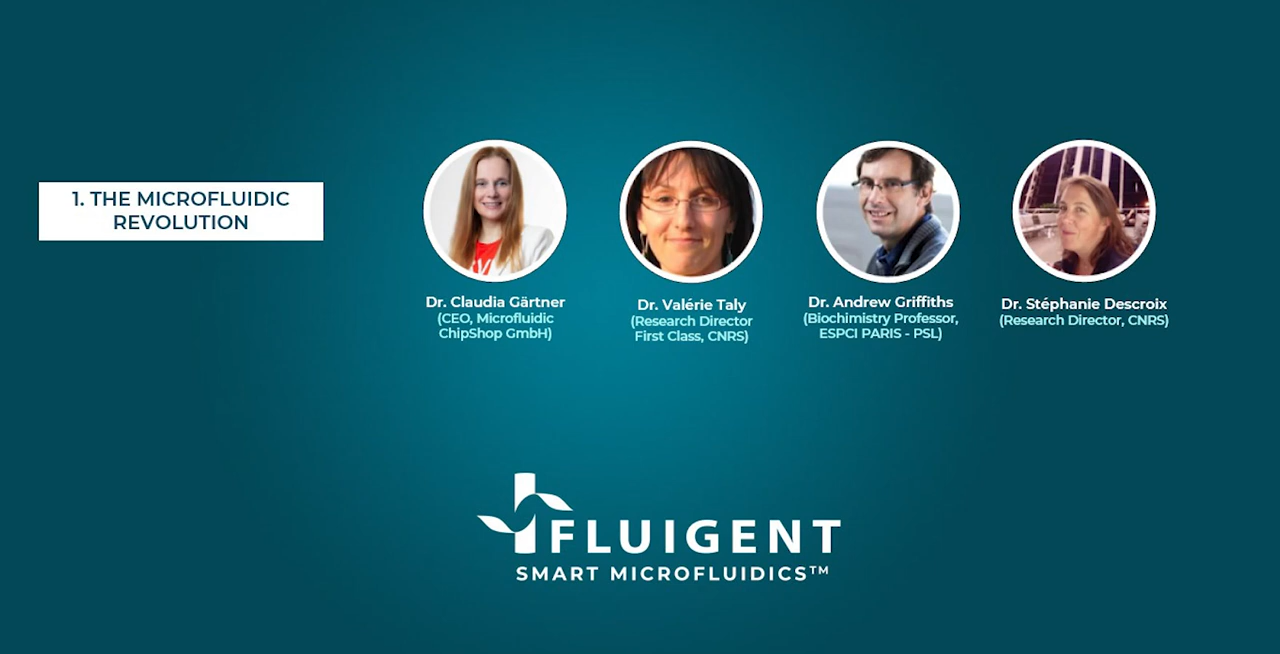 1. THE MICROFLUIDIC
REVOLUTION
Dr. Claudia Gärtner
(CEO, Microfluidic
ChipShop GmbH)
Dr. Valérie Taly
(Research Director
First Class, CNRS)
Dr. Andrew Griffiths
(Biochimistry Professor,
ESPCI PARIS - PSL)
Dr. Stéphanie Descroix
(Research Director, CNRS)
FLUIGENT
SMART MICROFLUIDICS™